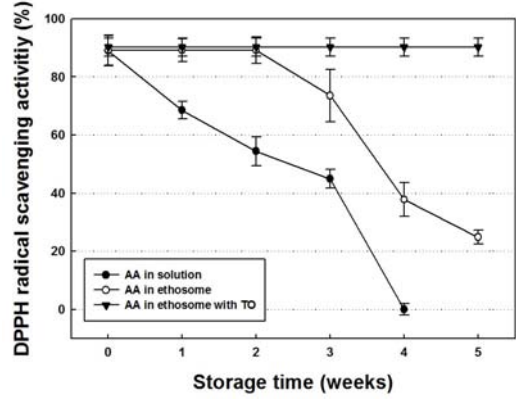 DPPH radical scavenging activitiy (%)
100
80
60
40
20
0
AA in solution
AA in ethosome
AA in ethosome with TO
0 1 2 3 4 5
Storage time (weeks)